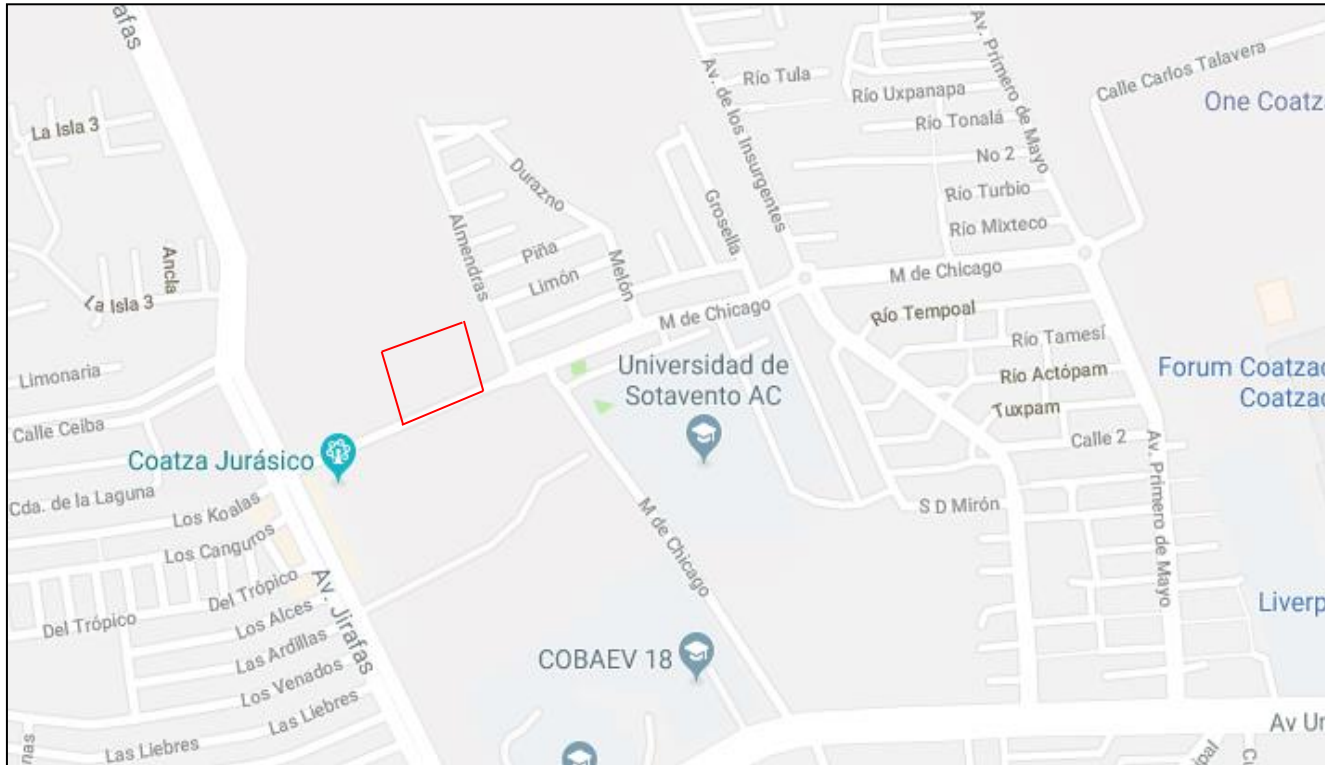 afas
La Isla 3
Ancla
La Isla 3
Limonaria
Calle Ceiba
Coatza Jurásico
Cda. de la Laguna
Los Koalas
Los Canguros
Del Trópico
Del Trópico
Los Alces
Las Ardillas
Los Venados
Las Liebres
Las Liebres
nas
Av. Jirafas
Almendras
Durazno
Piña
Limón
Melón
Grosella
M de Chicago
Universidad de
Sotavento AC
M de Chicago
COBAEV 18
Av. de los Insurgentes
Río Tula
Río Uxpanapa
Río Tonalá
No 2
Río Turbio
Río Mixteco
M de Chicago
Av. Primero de Mayo
Calle Carlos Talavera
One Coatz
Río Tempoal
Río Tamesí
Río Actópam
Tuxpam
Calle 2
S D Mirón
Av. Primero de Mayo
Forum Coatzac
Coatzac
Liverp
Av Un
ipal
Cu